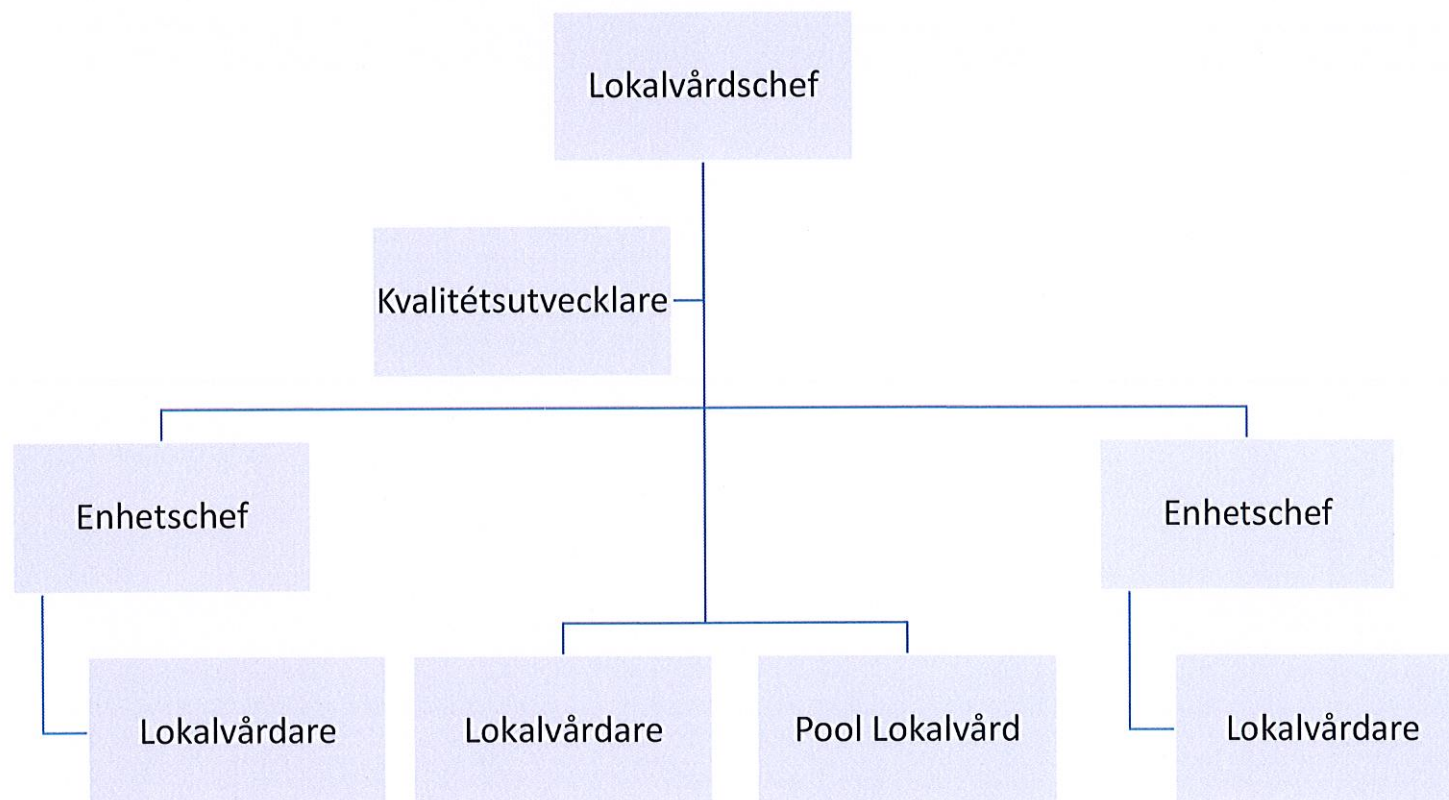 Lokalvårdschef
Kvalitétsutvecklare
Enhetschef
Enhetschef
Lokalvårdare
Lokalvårdare
Pool Lokalvård
Lokalvårdare